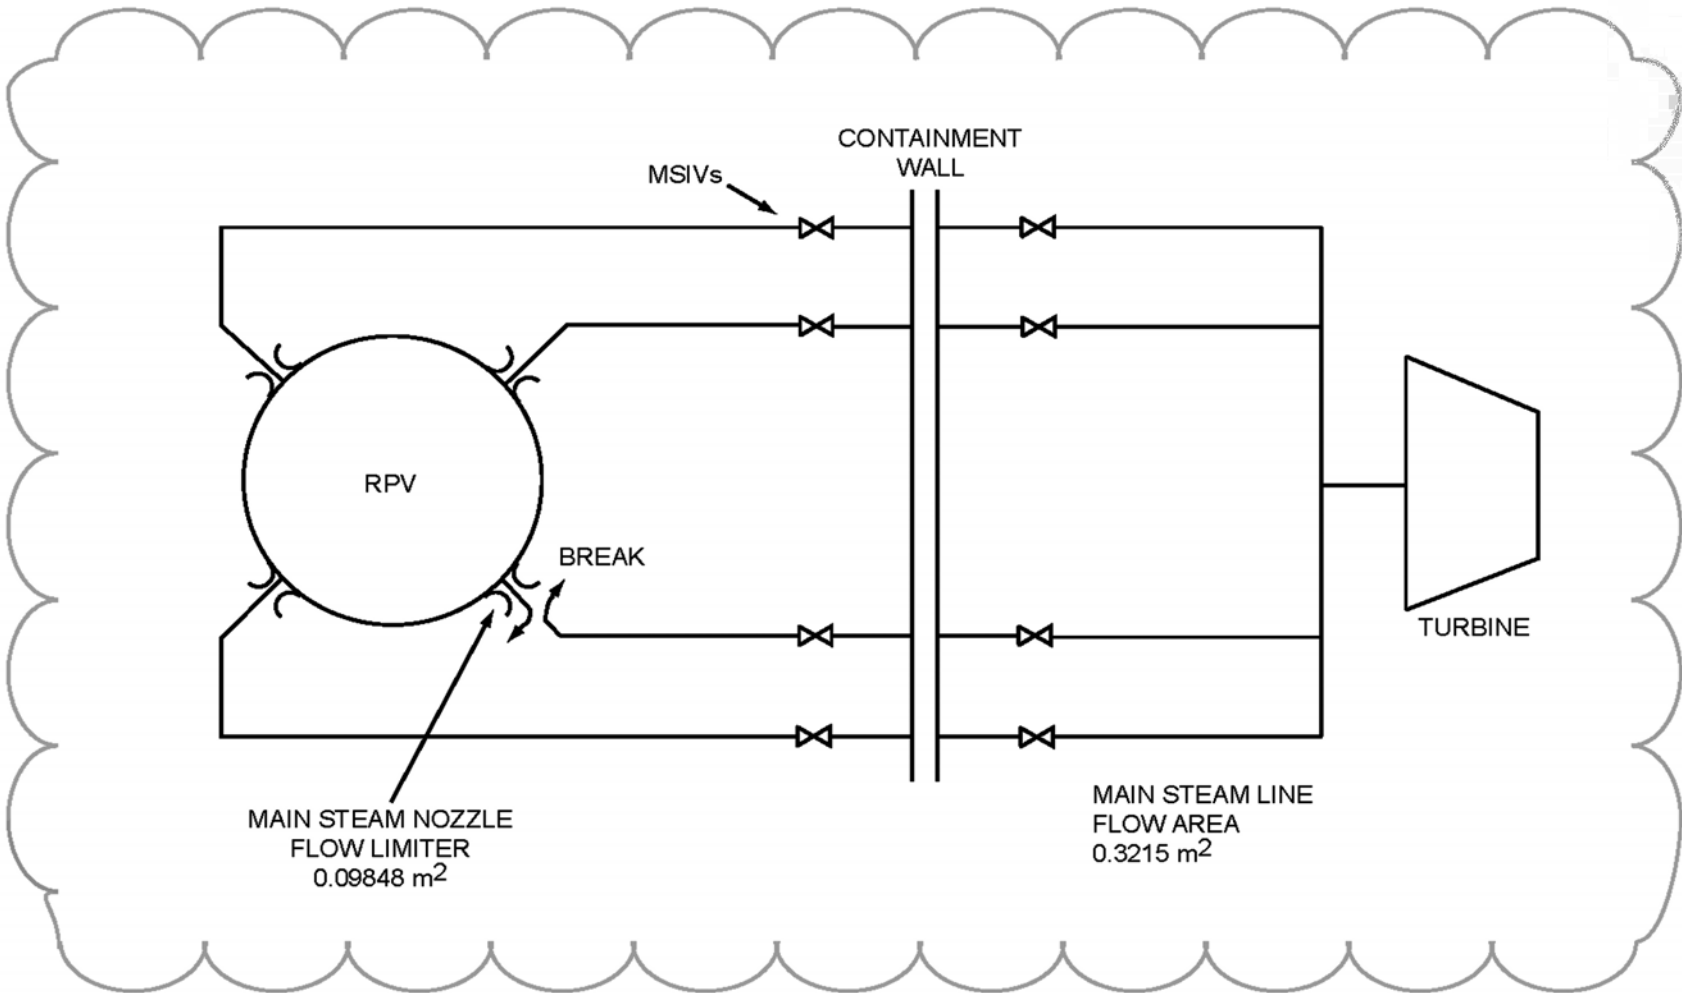 CONTAINMENT
WALL
MSIVs
RPV
BREAK
TURBINE
MAIN STEAM NOZZLE
FLOW LIMITER
0.09848 m2
MAIN STEAM LINE
FLOW AREA
0.3215 m2